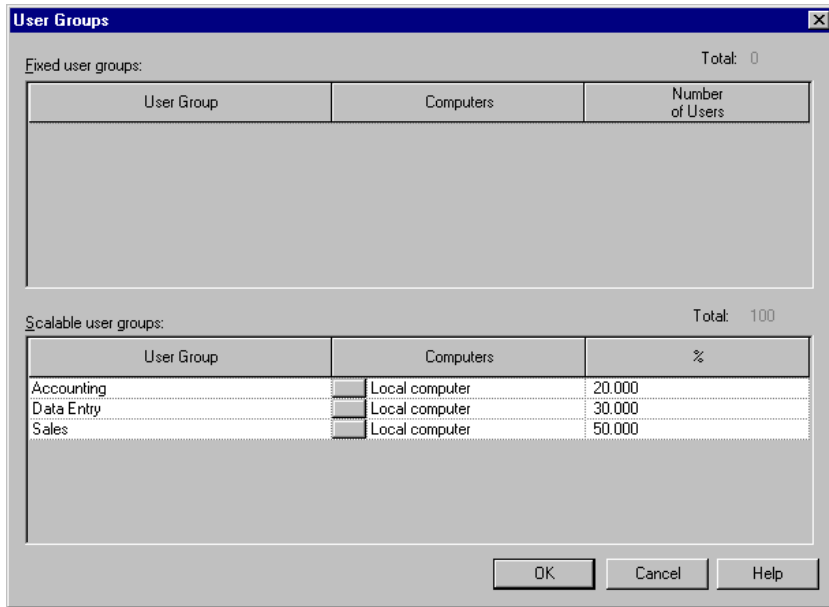 User Groups
Total: 0
Fixed user groups:
User Group Computers Number of Users
Total: 100
Scalable user groups:
User Group Computers %
Accounting Local computer 20.000
Data Entry Local computer 30.000
Sales Local computer 50.000
OK Cancel Help